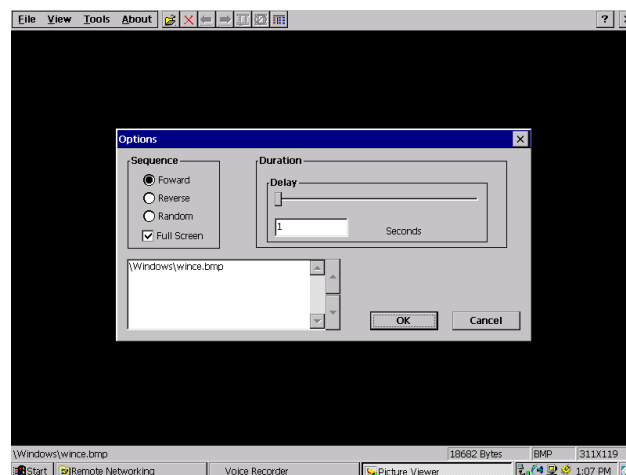 File View Tools About ?
Options
Sequence
Foward
Reverse
Random
Full Screen
Duration
Delay
1 Seconds
\Windows\wince.bmp
OK Cancel
\Windows\wince.bmp 18682 Bytes BMP 311X119
Start Remote Networking Voice Recorder Picture Viewer 1:07 PM